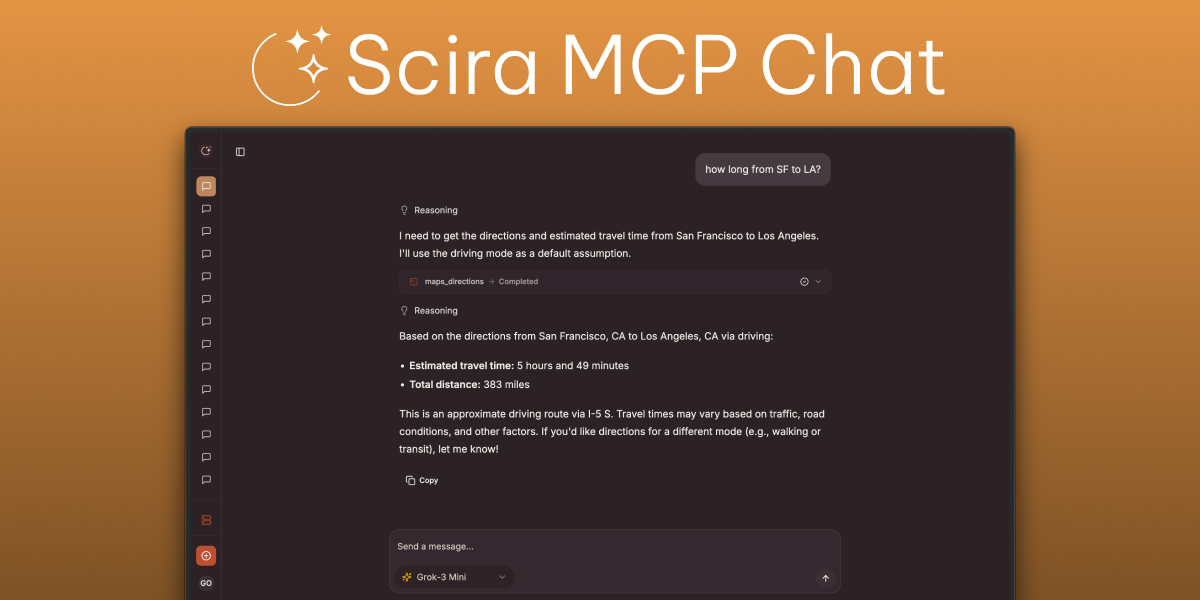 Scira MCP Chat
how long from SF to LA?
Reasoning
I need to get the directions and estimated travel time from San Francisco to Los Angeles.
I'll use the driving mode as a default assumption.
maps_directions → Completed
Reasoning
Based on the directions from San Francisco, CA to Los Angeles, CA via driving:
• Estimated travel time: 5 hours and 49 minutes
• Total distance: 383 miles
This is an approximate driving route via I-5 S. Travel times may vary based on traffic, road
conditions, and other factors. If you'd like directions for a different mode (e.g., walking or
transit), let me know!
Copy
Send a message...
Grok-3 Mini
GO